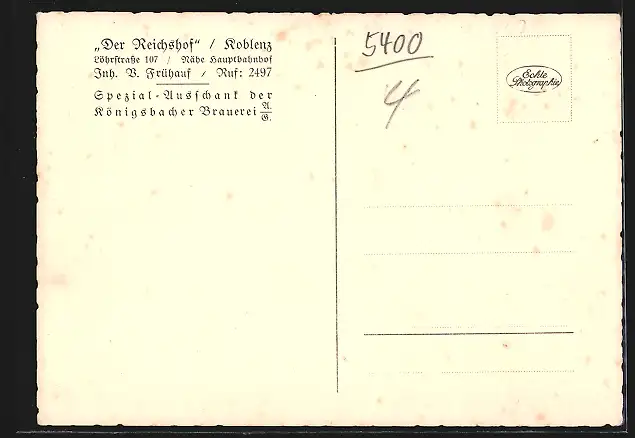 „Der Reichshof“ / Koblenz
Löhrstraße 107 / Nähe Hauptbahnhof
Inh. V. Frühauf / Ruf: 2497
Spezial-Ausschank der
Königsbacher Brauerei A.G.
5400
4
Echte
Photographie